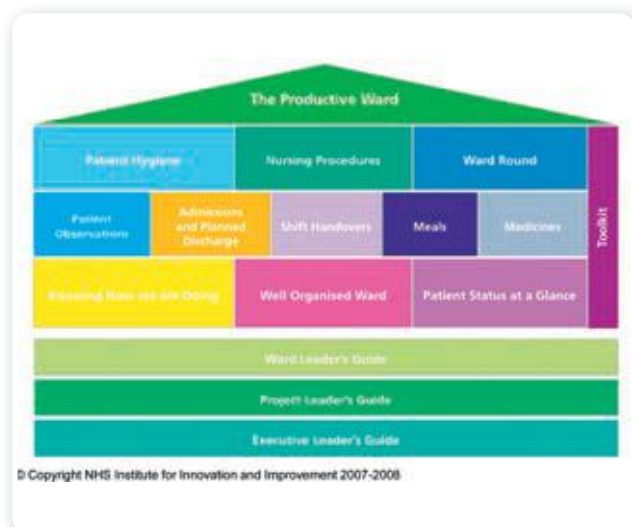 The Productive Ward
Patient Hygiene
Nursing Procedures
Ward Round
Patient
Observations
Admissions
and Planned
Discharge
Shift Handovers
Meals
Medicines
Toolkit
Knowing How we are Doing
Well Organised Ward
Patient Status at a Glance
Ward Leader's Guide
Project Leader's Guide
Executive Leader's Guide
© Copyright NHS Institute for Innovation and Improvement 2007-2008